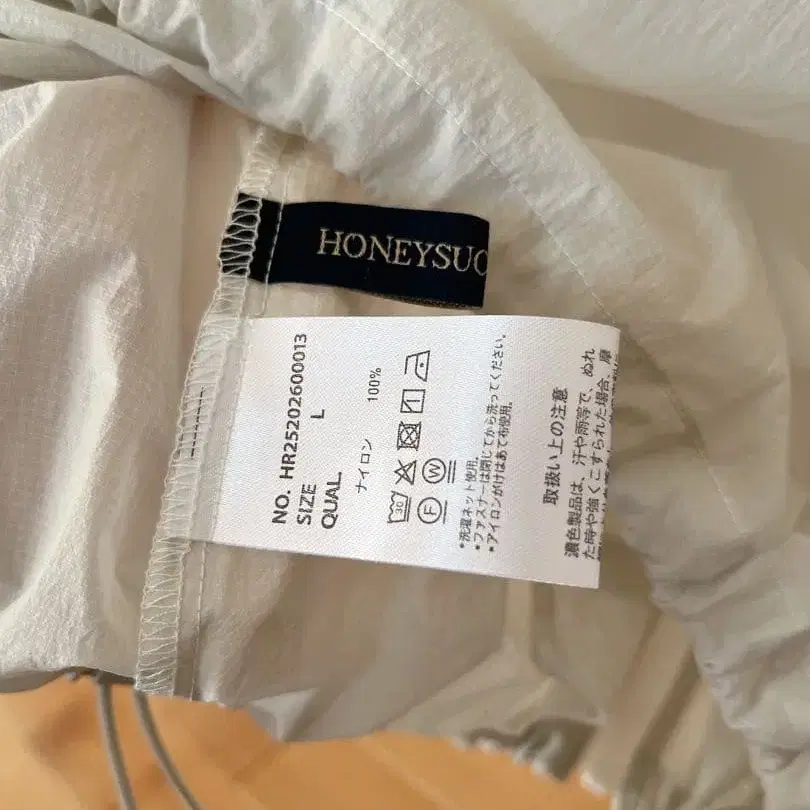 HONEYSUC
NO. HR25202600013
SIZE L
QUAL
ナイロン 100%
30
F W
•洗濯ネット使用。
•ファスナーは閉じてから洗ってください。
•アイロンがけはあて布使用。
取扱い上の注意
濃色製品は、汗や雨等で、ぬれ
た時や強くこすられた場合、摩